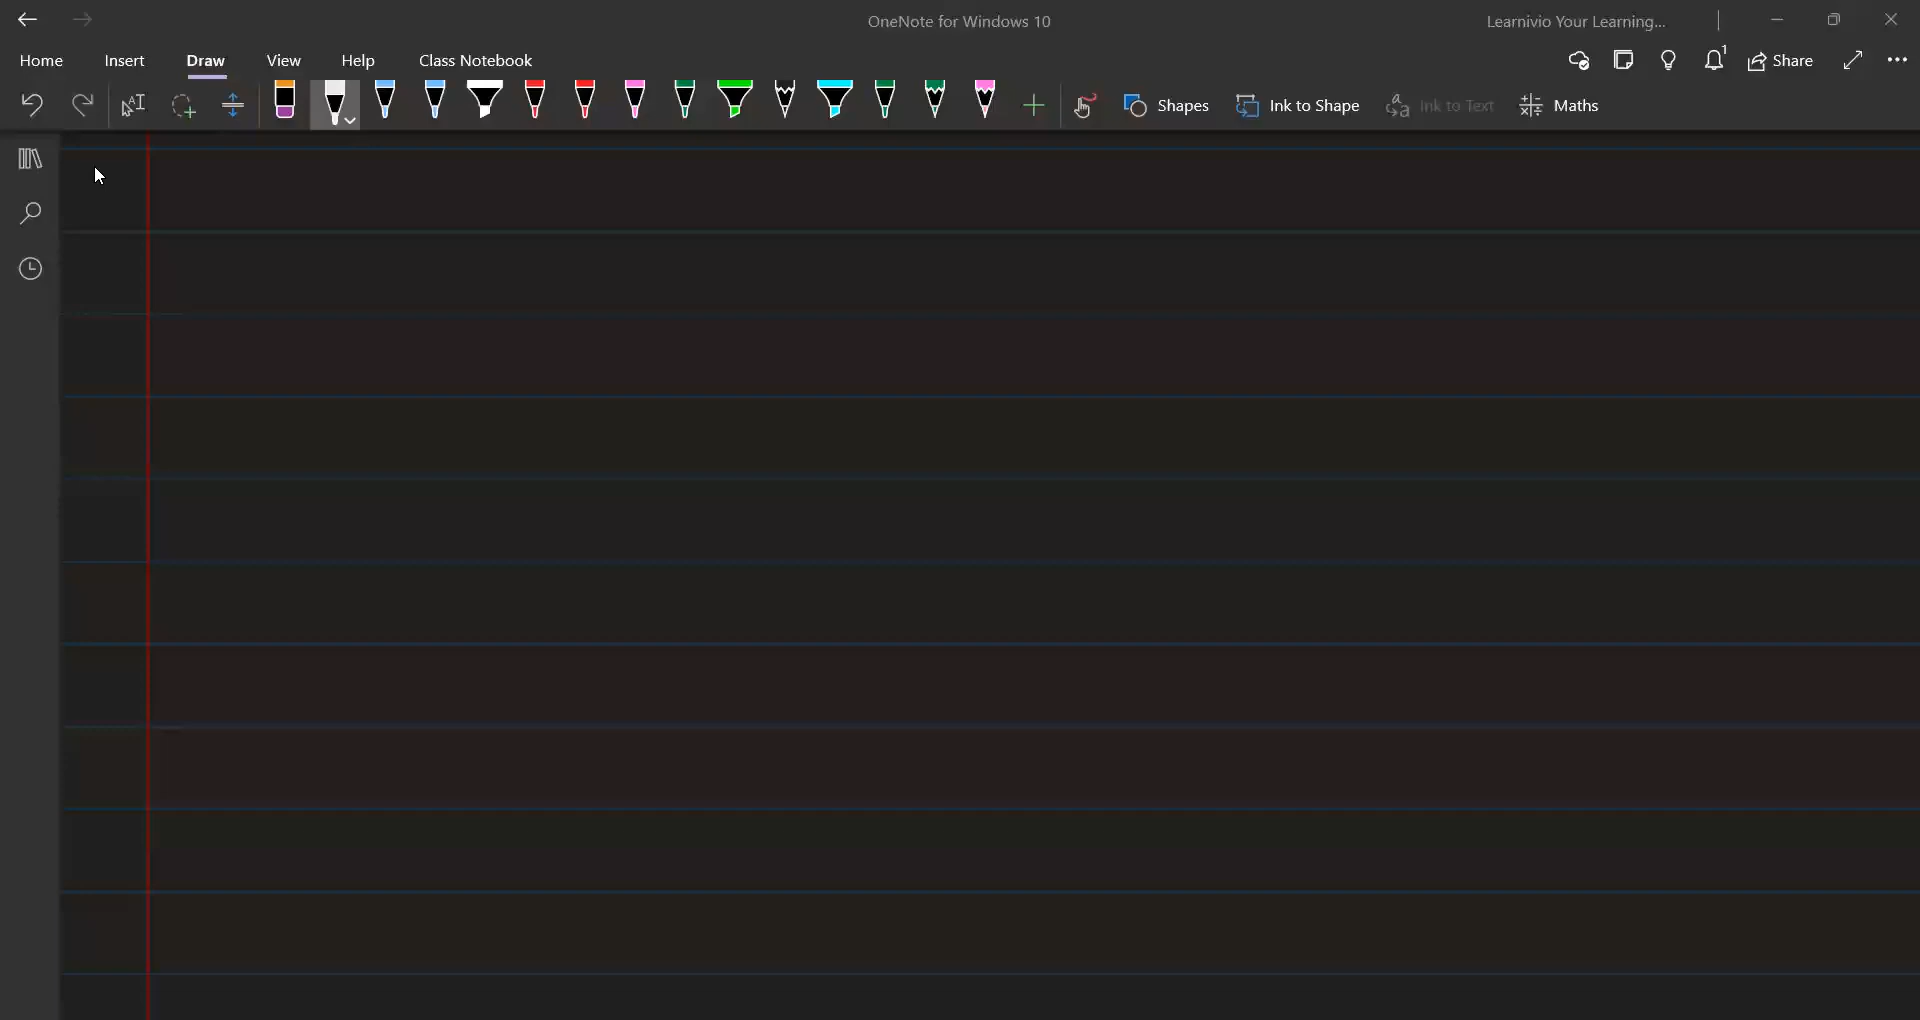 OneNote for Windows 10
Learnivio Your Learning...
Home Insert Draw View Help Class Notebook
1 Share
Shapes Ink to Shape Ink to Text Maths